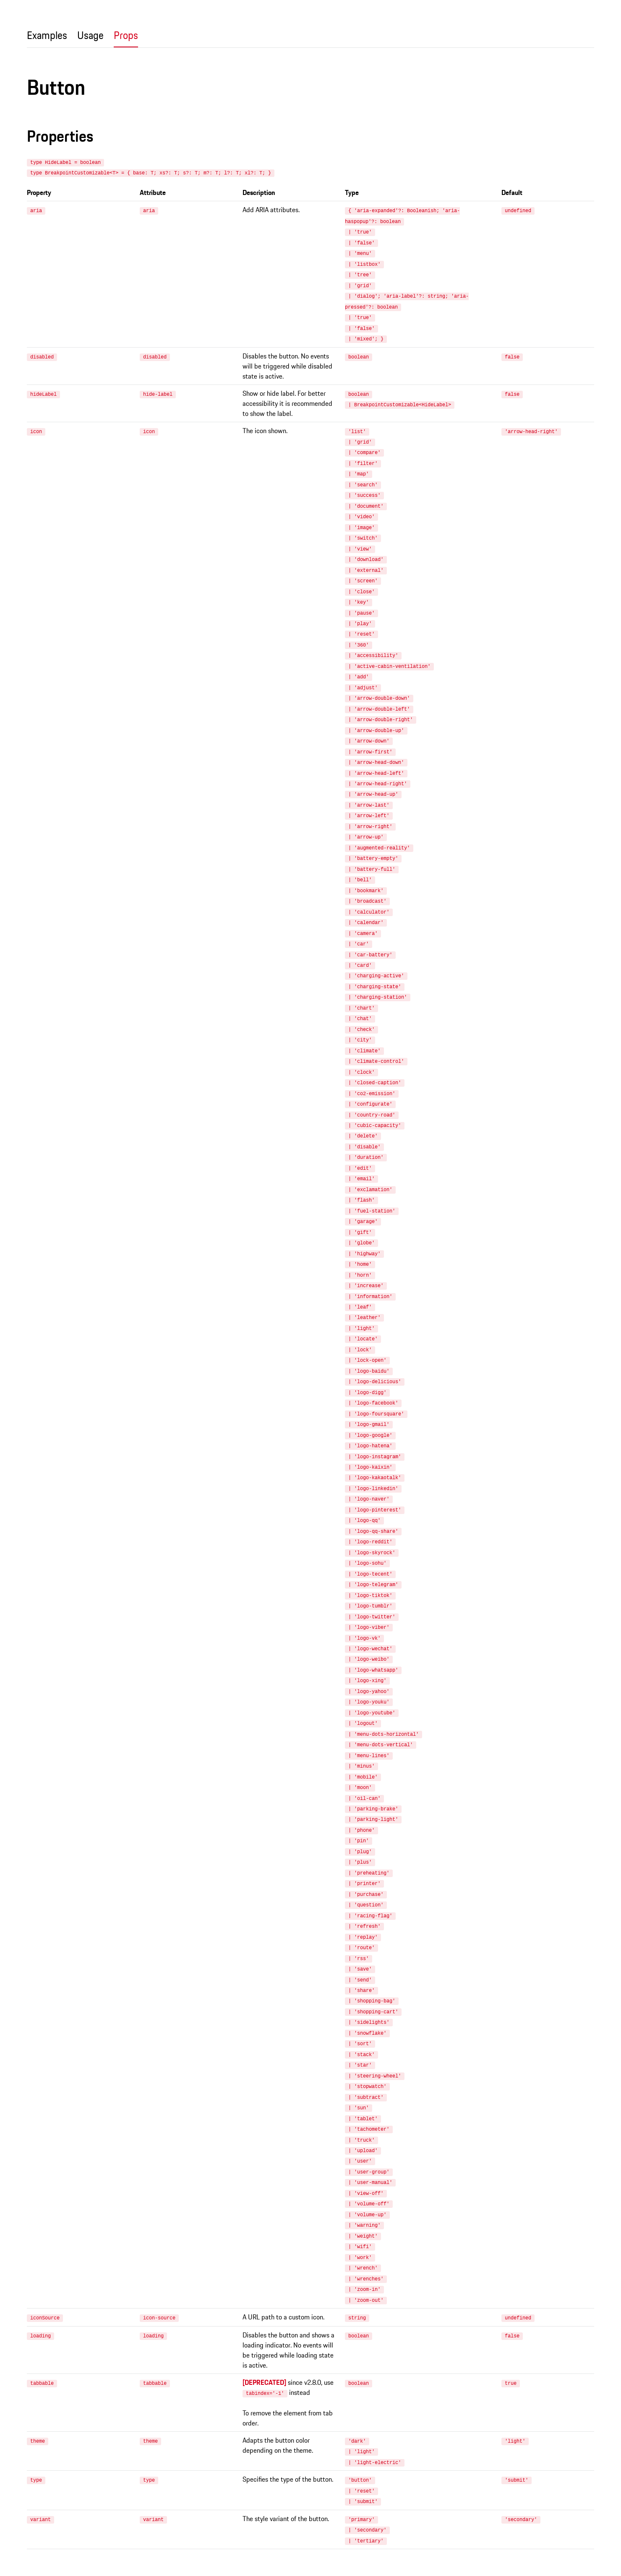 Examples Usage Props
Button
Properties
type HideLabel = boolean
type BreakpointCustomizable<T> = { base: T; xs?: T; s?: T; m?: T; l?: T; xl?: T; }
Property Attribute Description Type Default
aria aria Add ARIA attributes. { 'aria-expanded'?: Booleanish; 'aria- undefined
haspopup'?: boolean
| 'true'
| 'false'
| 'menu'
| 'listbox'
| 'tree'
| 'grid'
| 'dialog'; 'aria-label'?: string; 'aria-
pressed'?: boolean
| 'true'
| 'false'
| 'mixed'; }
disabled disabled Disables the button. No events boolean false
will be triggered while disabled
state is active.
hideLabel hide-label Show or hide label. For better boolean false
accessibility it is recommended | BreakpointCustomizable<HideLabel>
to show the label.
icon icon The icon shown. 'list' 'arrow-head-right'
| 'grid'
| 'compare'
| 'filter'
| 'map'
| 'search'
| 'success'
| 'document'
| 'video'
| 'image'
| 'switch'
| 'view'
| 'download'
| 'external'
| 'screen'
| 'close'
| 'key'
| 'pause'
| 'play'
| 'reset'
| '360'
| 'accessibility'
| 'active-cabin-ventilation'
| 'add'
| 'adjust'
| 'arrow-double-down'
| 'arrow-double-left'
| 'arrow-double-right'
| 'arrow-double-up'
| 'arrow-down'
| 'arrow-first'
| 'arrow-head-down'
| 'arrow-head-left'
| 'arrow-head-right'
| 'arrow-head-up'
| 'arrow-last'
| 'arrow-left'
| 'arrow-right'
| 'arrow-up'
| 'augmented-reality'
| 'battery-empty'
| 'battery-full'
| 'bell'
| 'bookmark'
| 'broadcast'
| 'calculator'
| 'calendar'
| 'camera'
| 'car'
| 'car-battery'
| 'card'
| 'charging-active'
| 'charging-state'
| 'charging-station'
| 'chart'
| 'chat'
| 'check'
| 'city'
| 'climate'
| 'climate-control'
| 'clock'
| 'closed-caption'
| 'co2-emission'
| 'configurate'
| 'country-road'
| 'cubic-capacity'
| 'delete'
| 'disable'
| 'duration'
| 'edit'
| 'email'
| 'exclamation'
| 'flash'
| 'fuel-station'
| 'garage'
| 'gift'
| 'globe'
| 'highway'
| 'home'
| 'horn'
| 'increase'
| 'information'
| 'leaf'
| 'leather'
| 'light'
| 'locate'
| 'lock'
| 'lock-open'
| 'logo-baidu'
| 'logo-delicious'
| 'logo-digg'
| 'logo-facebook'
| 'logo-foursquare'
| 'logo-gmail'
| 'logo-google'
| 'logo-hatena'
| 'logo-instagram'
| 'logo-kaixin'
| 'logo-kakaotalk'
| 'logo-linkedin'
| 'logo-naver'
| 'logo-pinterest'
| 'logo-qq'
| 'logo-qq-share'
| 'logo-reddit'
| 'logo-skyrock'
| 'logo-sohu'
| 'logo-tecent'
| 'logo-telegram'
| 'logo-tiktok'
| 'logo-tumblr'
| 'logo-twitter'
| 'logo-viber'
| 'logo-vk'
| 'logo-wechat'
| 'logo-weibo'
| 'logo-whatsapp'
| 'logo-xing'
| 'logo-yahoo'
| 'logo-youku'
| 'logo-youtube'
| 'logout'
| 'menu-dots-horizontal'
| 'menu-dots-vertical'
| 'menu-lines'
| 'minus'
| 'mobile'
| 'moon'
| 'oil-can'
| 'parking-brake'
| 'parking-light'
| 'phone'
| 'pin'
| 'plug'
| 'plus'
| 'preheating'
| 'printer'
| 'purchase'
| 'question'
| 'racing-flag'
| 'refresh'
| 'replay'
| 'route'
| 'rss'
| 'save'
| 'send'
| 'share'
| 'shopping-bag'
| 'shopping-cart'
| 'sidelights'
| 'snowflake'
| 'sort'
| 'stack'
| 'star'
| 'steering-wheel'
| 'stopwatch'
| 'subtract'
| 'sun'
| 'tablet'
| 'tachometer'
| 'truck'
| 'upload'
| 'user'
| 'user-group'
| 'user-manual'
| 'view-off'
| 'volume-off'
| 'volume-up'
| 'warning'
| 'weight'
| 'wifi'
| 'work'
| 'wrench'
| 'wrenches'
| 'zoom-in'
| 'zoom-out'
iconSource icon-source A URL path to a custom icon. string undefined
loading loading Disables the button and shows a boolean false
loading indicator. No events will
be triggered while loading state
is active.
tabbable tabbable [DEPRECATED] since v2.8.0, use boolean true
tabindex='-1' instead
To remove the element from tab
order.
theme theme Adapts the button color 'dark' 'light'
depending on the theme. | 'light'
| 'light-electric'
type type Specifies the type of the button. 'button' 'submit'
| 'reset'
| 'submit'
variant variant The style variant of the button. 'primary' 'secondary'
| 'secondary'
| 'tertiary'